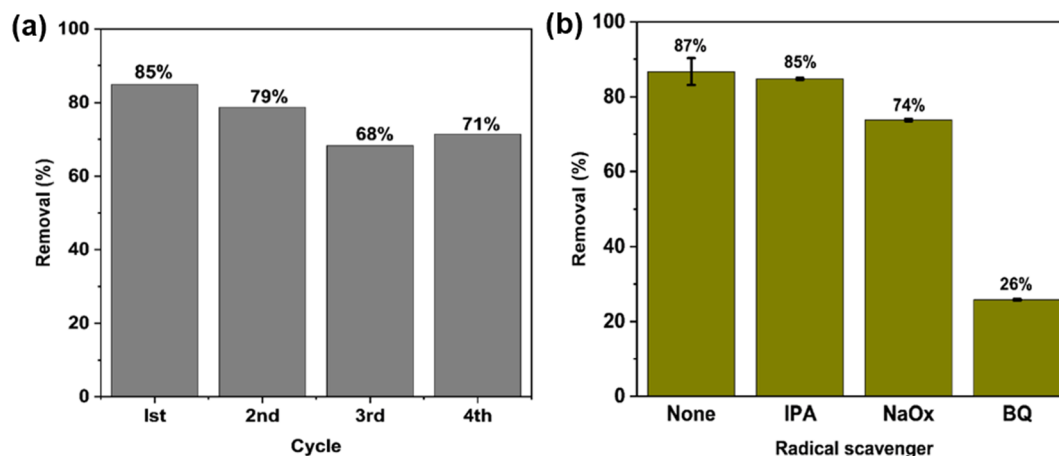 (a)
100
80
60
40
20
0
Removal (%)
85%
79%
68%
71%
Ist
2nd
3rd
4th
Cycle
(b)
100
80
60
40
20
0
Removal (%)
87%
85%
74%
26%
None
IPA
NaOx
BQ
Radical scavenger